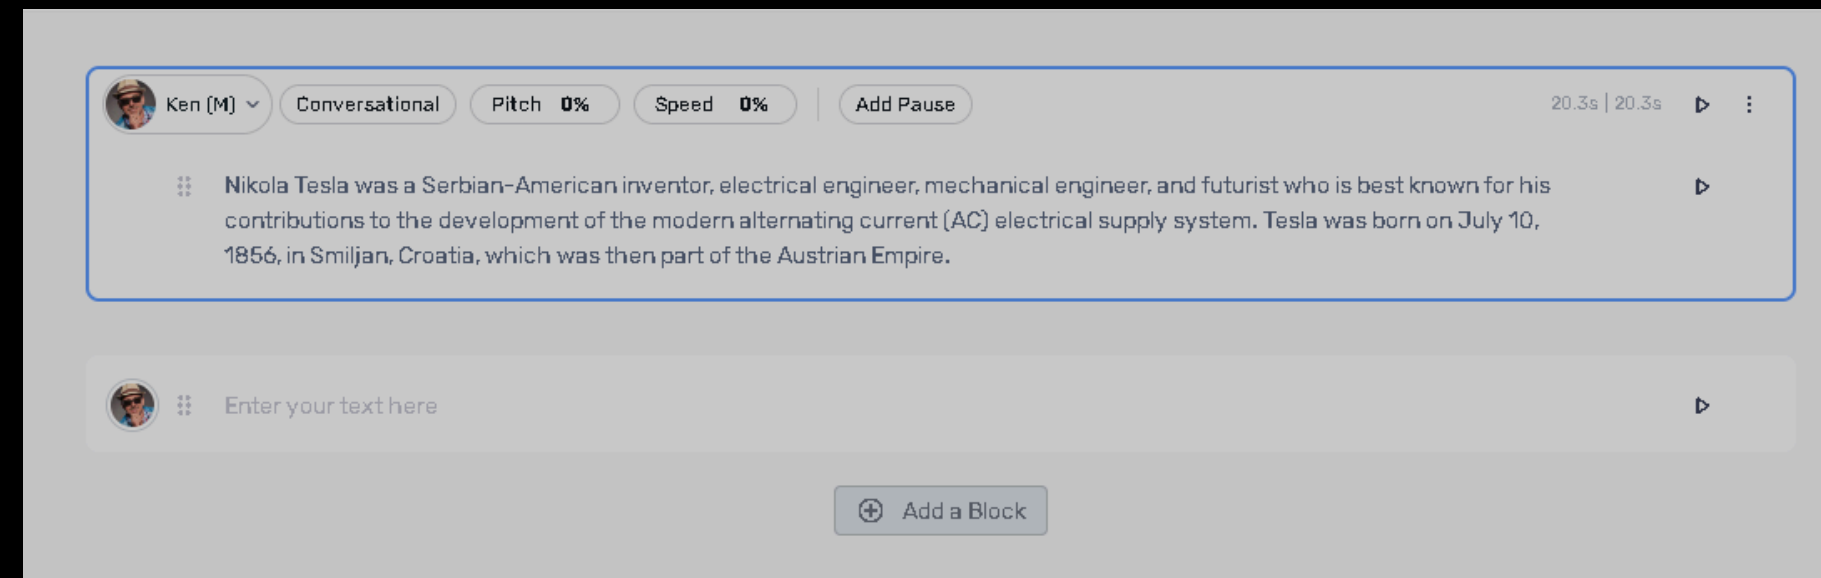 Ken (M) Conversational Pitch 0% Speed 0% Add Pause 20.3s | 20.3s
Nikola Tesla was a Serbian-American inventor, electrical engineer, mechanical engineer, and futurist who is best known for his
contributions to the development of the modern alternating current (AC) electrical supply system. Tesla was born on July 10,
1856, in Smiljan, Croatia, which was then part of the Austrian Empire.
Enter your text here
Add a Block